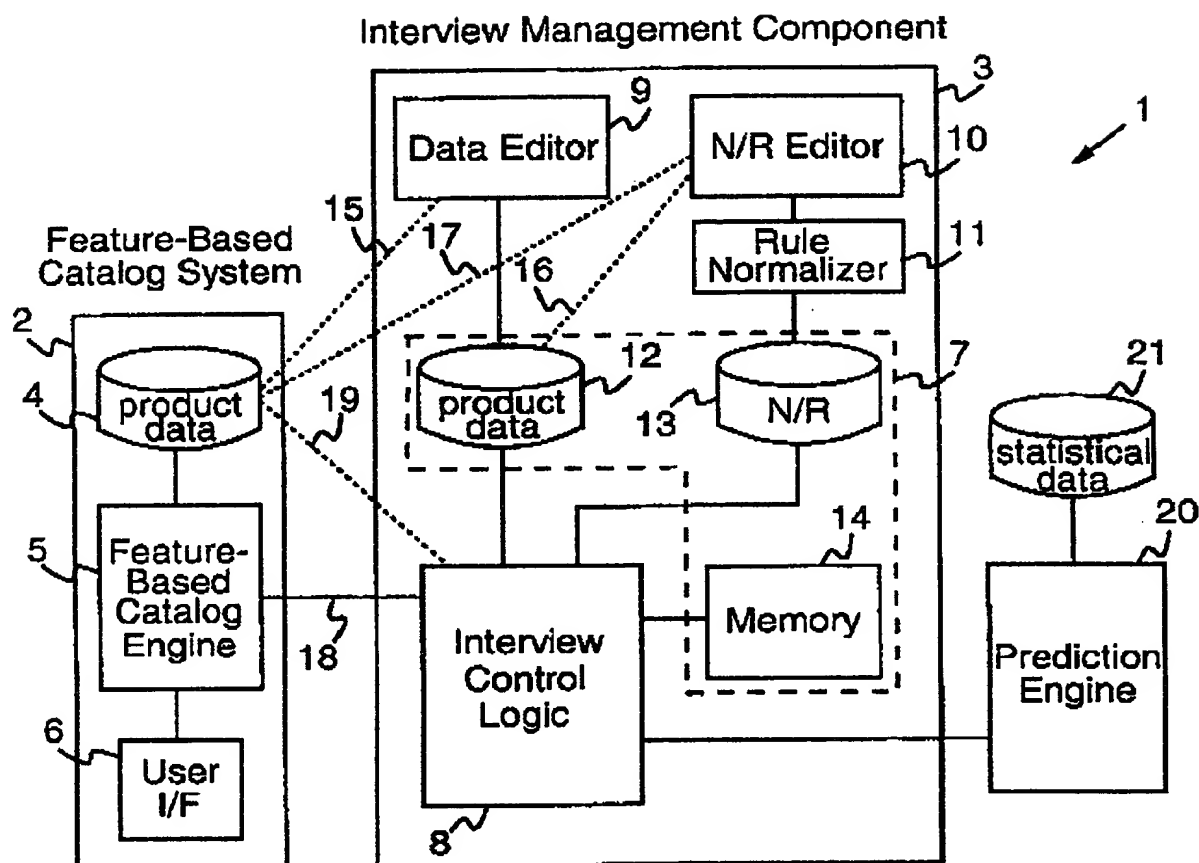 Interview Management Component
3
1
9
Data Editor
N/R Editor
10
15
Feature-Based
Catalog System
17
16
Rule
Normalizer
11
2
12
7
21
4
product
data
19
product
data
13
N/R
statistical
data
14
20
5
Feature-
Based
Catalog
Engine
18
Interview
Control
Logic
Memory
Prediction
Engine
6
User
I/F
8